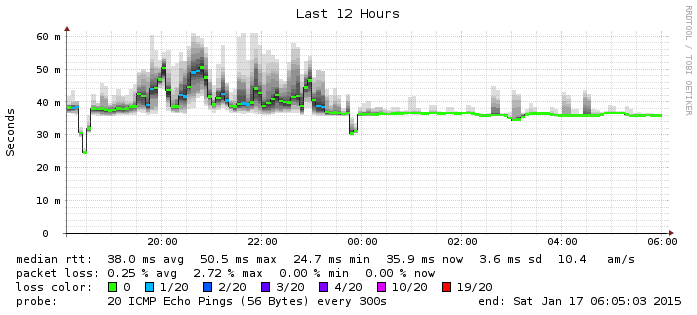 Last 12 Hours
RRDTOOL / TOBI OETIKER
Seconds
60 m
50 m
40 m
30 m
20 m
10 m
0
20:00 22:00 00:00 02:00 04:00 06:00
median rtt: 38.0 ms avg 50.5 ms max 24.7 ms min 35.9 ms now 3.6 ms sd 10.4 am/s
packet loss: 0.25 % avg 2.72 % max 0.00 % min 0.00 % now
loss color: 0 1/20 2/20 3/20 4/20 10/20 19/20
probe: 20 ICMP Echo Pings (56 Bytes) every 300s end: Sat Jan 17 06:05:03 2015